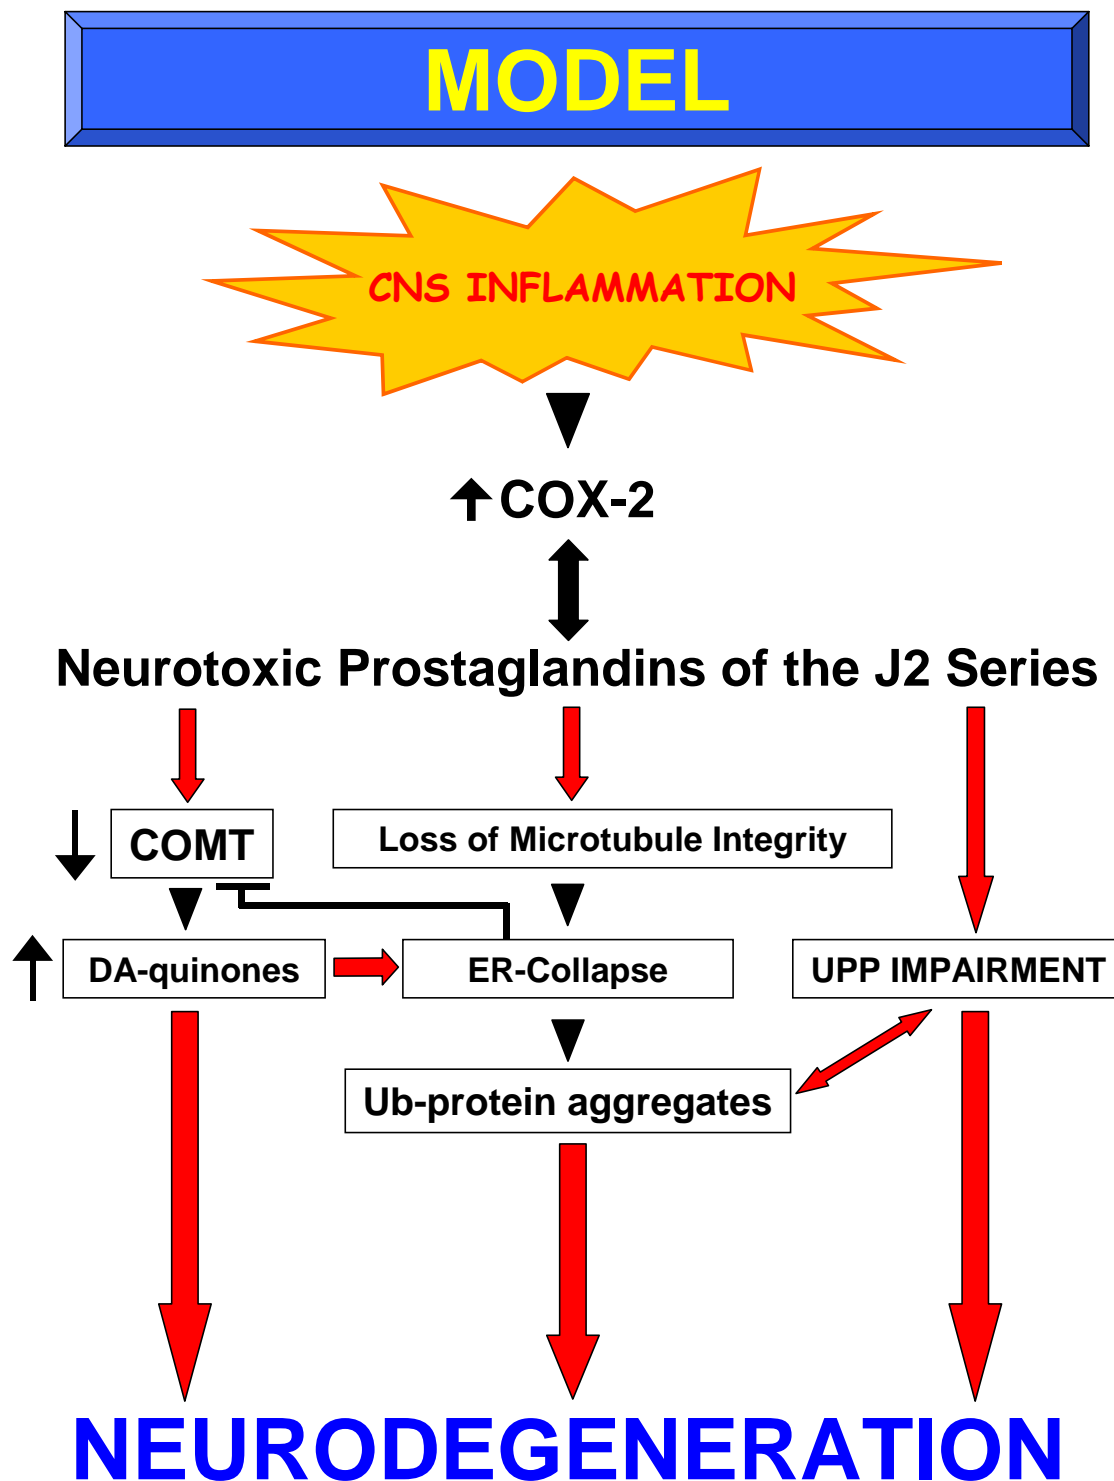 MODEL
CNS INFLAMMATION
COX-2
Neurotoxic Prostaglandins of the J2 Series
COMT
Loss of Microtubule Integrity
DA-quinones
ER-Collapse
UPP IMPAIRMENT
Ub-protein aggregates
NEURODEGENERATION